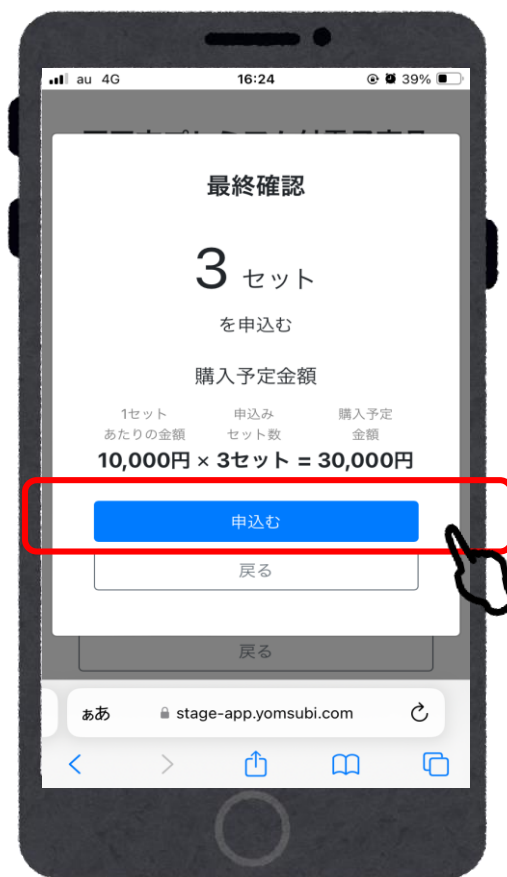 au 4G 16:24 39%
最終確認
3 セット
を申込む
購入予定金額
1セット 申込み 購入予定
あたりの金額 セット数 金額
10,000円 × 3セット = 30,000円
申込む
戻る
戻る
ぁあ stage-app.yomsubi.com